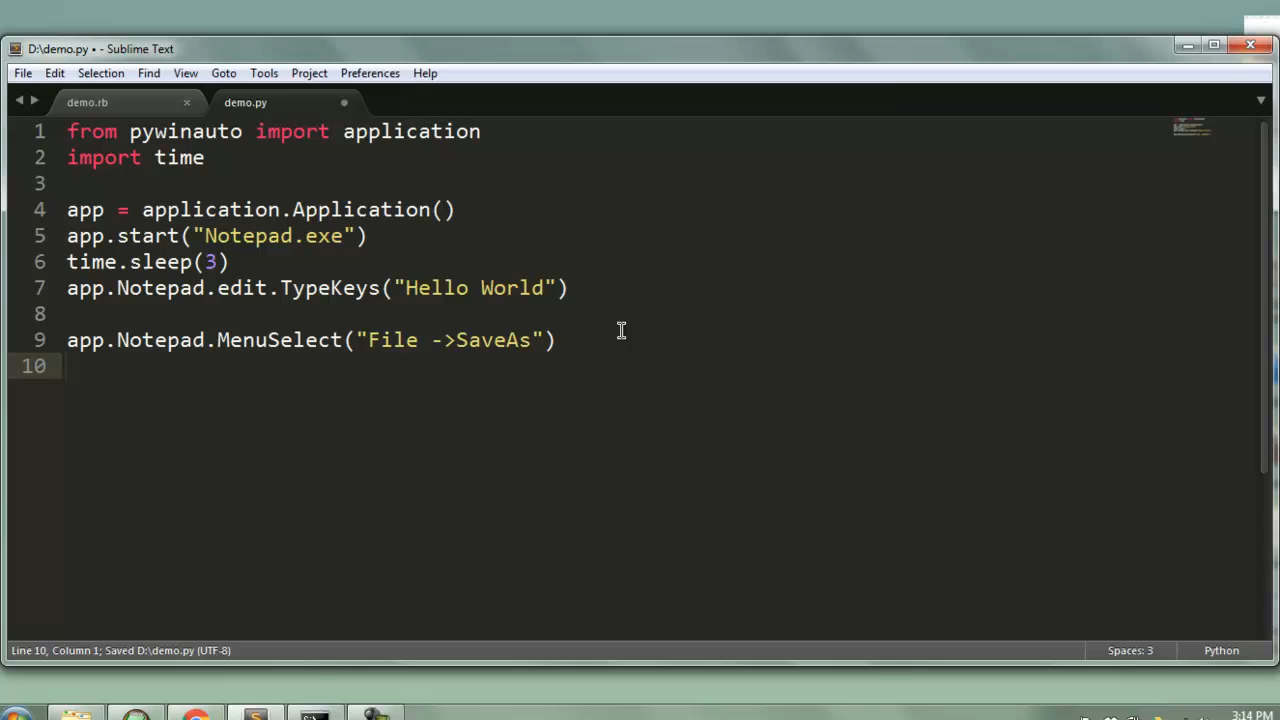 D:\demo.py • - Sublime Text
File Edit Selection Find View Goto Tools Project Preferences Help
demo.rb × demo.py
1 from pywinauto import application
2 import time
3
4 app = application.Application()
5 app.start("Notepad.exe")
6 time.sleep(3)
7 app.Notepad.edit.TypeKeys("Hello World")
8
9 app.Notepad.MenuSelect("File ->SaveAs")
10
Line 10, Column 1; Saved D:\demo.py (UTF-8) Spaces: 3 Python
3:14 PM